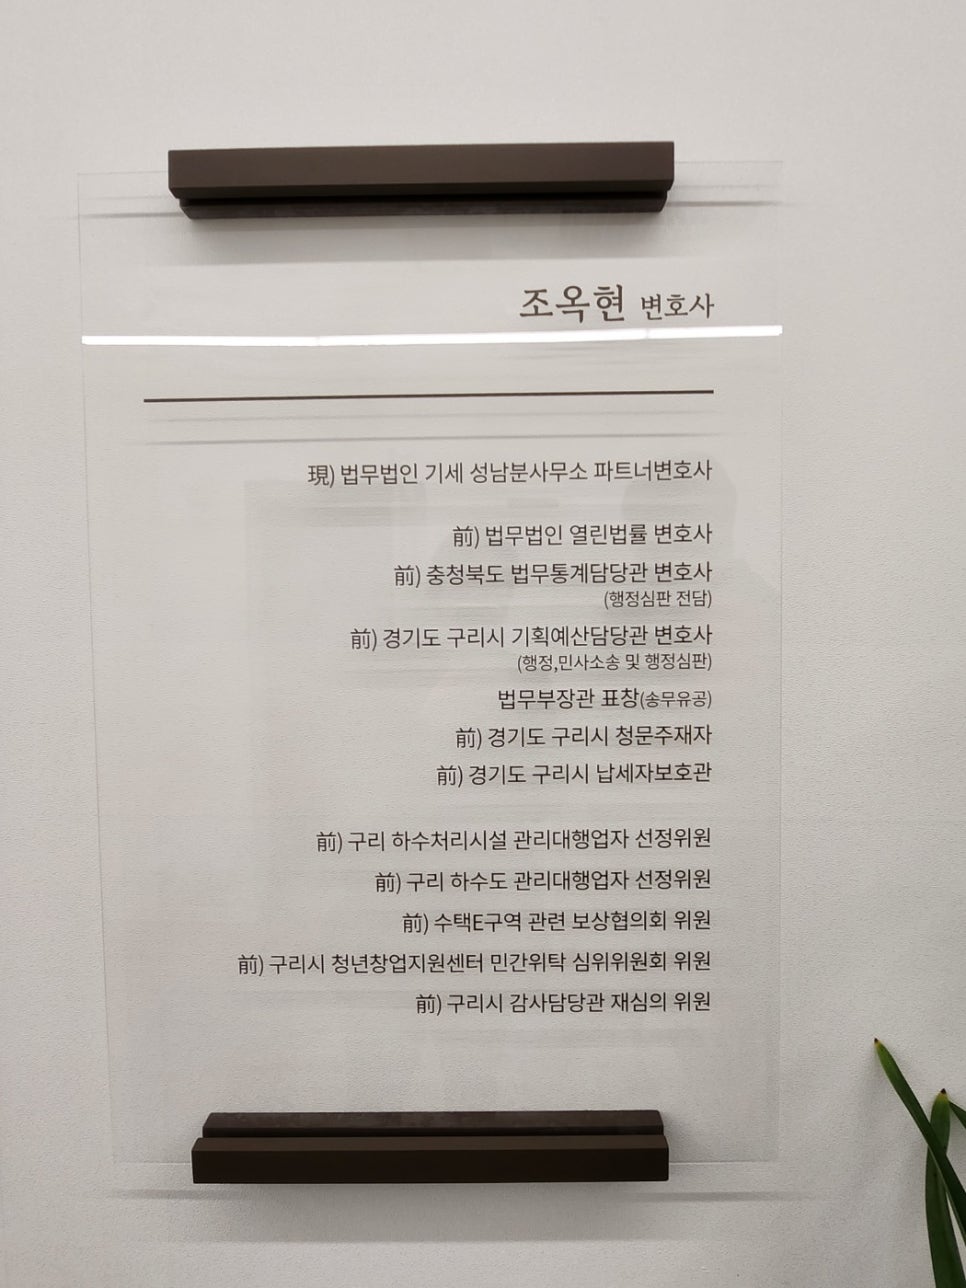 조옥현 변호사
現) 법무법인 기세 성남분사무소 파트너변호사
前) 법무법인 열린법률 변호사
前) 충청북도 법무통계담당관 변호사
(행정심판 전담)
前) 경기도 구리시 기획예산담당관 변호사
(행정,민사소송 및 행정심판)
법무부장관 표창(송무유공)
前) 경기도 구리시 청문주재자
前) 경기도 구리시 납세자보호관
前) 구리 하수처리시설 관리대행업자 선정위원
前) 구리 하수도 관리대행업자 선정위원
前) 수택E구역 관련 보상협의회 위원
前) 구리시 청년창업지원센터 민간위탁 심위위원회 위원
前) 구리시 감사담당관 재심의 위원